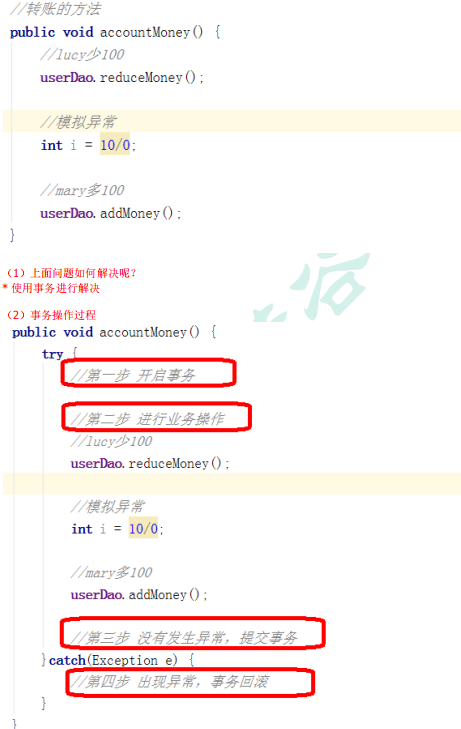 //转账的方法
public void accountMoney() {
//lucy少100
userDao.reduceMoney();
//模拟异常
int i = 10/0;
//mary多100
userDao.addMoney();
}
（1）上面问题如何解决呢？
* 使用事务进行解决
（2）事务操作过程
public void accountMoney() {
try {
//第一步 开启事务
//第二步 进行业务操作
//lucy少100
userDao.reduceMoney();
//模拟异常
int i = 10/0;
//mary多100
userDao.addMoney();
//第三步 没有发生异常，提交事务
}catch(Exception e) {
//第四步 出现异常，事务回滚
}
}